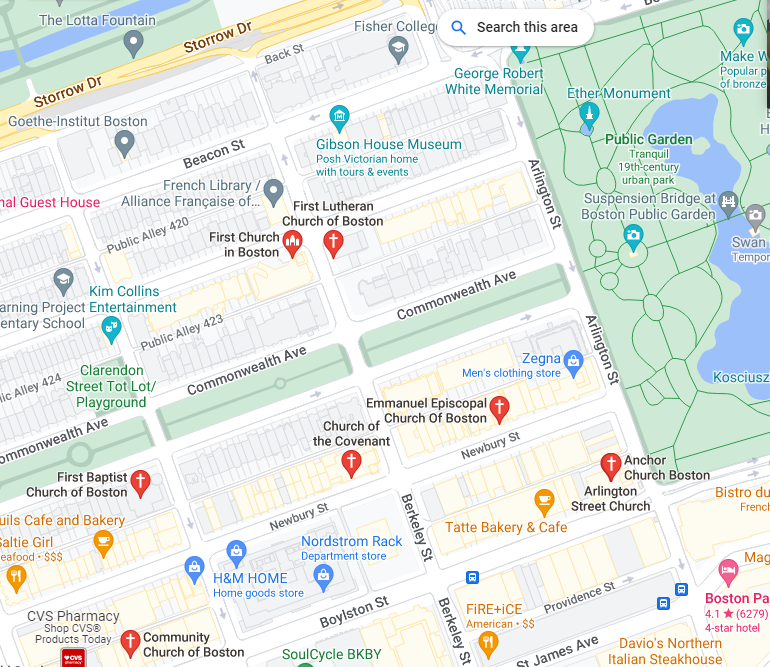 The Lotta Fountain
Storrow Dr
Fisher College
Search this area
Back St
Storrow Dr
George Robert
White Memorial
Make W
Popular p
of bronze
Ether Monument
Goethe-Institut Boston
Gibson House Museum
Posh Victorian home
with tours & events
Beacon St
Public Garden
Tranquil
19th-century
urban park
Arlington St
French Library /
Alliance Française of...
nal Guest House
First Lutheran
Church of Boston
Suspension Bridge at
Boston Public Garden
Public Alley 420
First Church
in Boston
Swan
Tempor
Kim Collins
Entertainment
arning Project
entary School
Commonwealth Ave
Public Alley 423
Arlington St
Zegna
Men's clothing store
Commonwealth Ave
Clarendon
Street Tot Lot/
Playground
lic Alley 424
Kosciusz
Emmanuel Episcopal
Church Of Boston
Church of
the Covenant
ommonwealth Ave
Newbury St
First Baptist
Church of Boston
Anchor
Church Boston
Arlington
Street Church
Bistro du
French
Newbury St
Berkeley St
Tatte Bakery & Cafe
uils Cafe and Bakery
Saltie Girl
eafood • $$$
Nordstrom Rack
Department store
H&M HOME
Home goods store
Mag
Boston Pa
4.1 ★ (6279)
4-star hotel
Providence St
Boylston St
FiRE+iCE
American • $$
Berkeley St
CVS Pharmacy
Shop CVS®
Products Today
CVS
pharmacy
Community
Church of Boston
SoulCycle BKBY
St James Ave
Davio's Northern
Italian Steakhouse